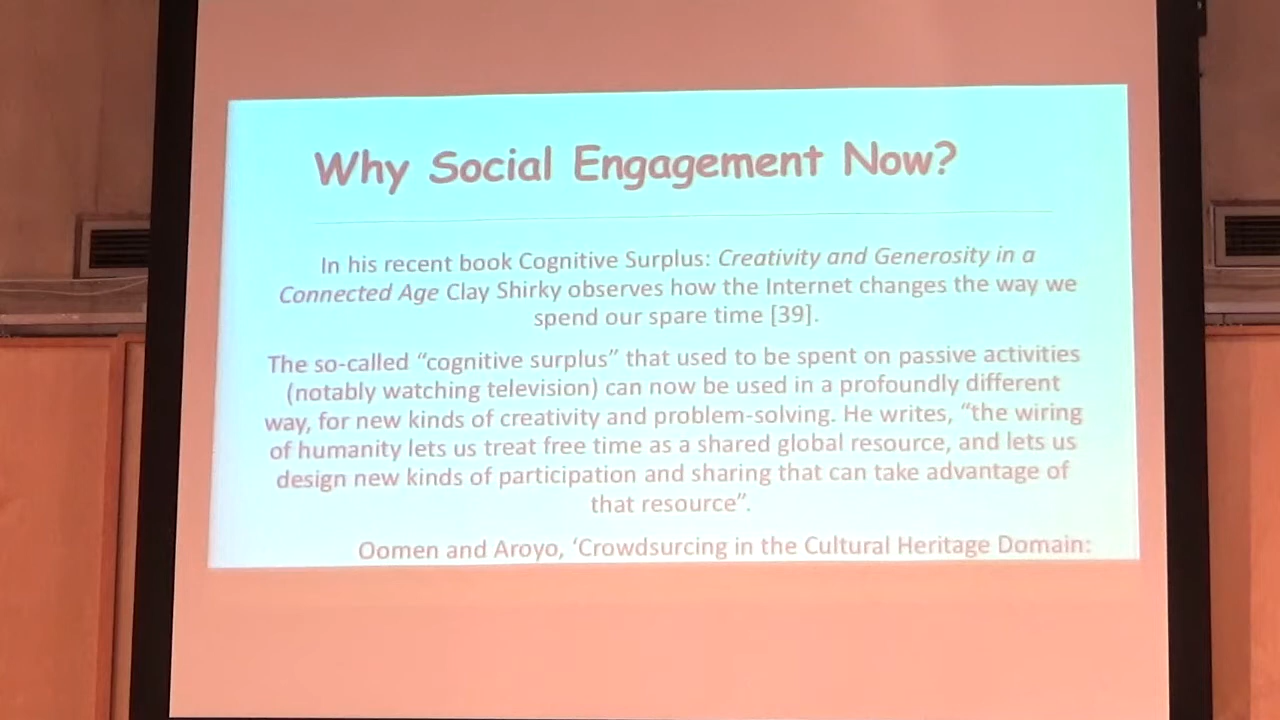 Why Social Engagement Now?
In his recent book Cognitive Surplus: Creativity and Generosity in a
Connected Age Clay Shirky observes how the Internet changes the way we
spend our spare time [39].
The so-called “cognitive surplus” that used to be spent on passive activities
(notably watching television) can now be used in a profoundly different
way, for new kinds of creativity and problem-solving. He writes, “the wiring
of humanity lets us treat free time as a shared global resource, and lets us
design new kinds of participation and sharing that can take advantage of
that resource”.
Oomen and Aroyo, ‘Crowdsurcing in the Cultural Heritage Domain: